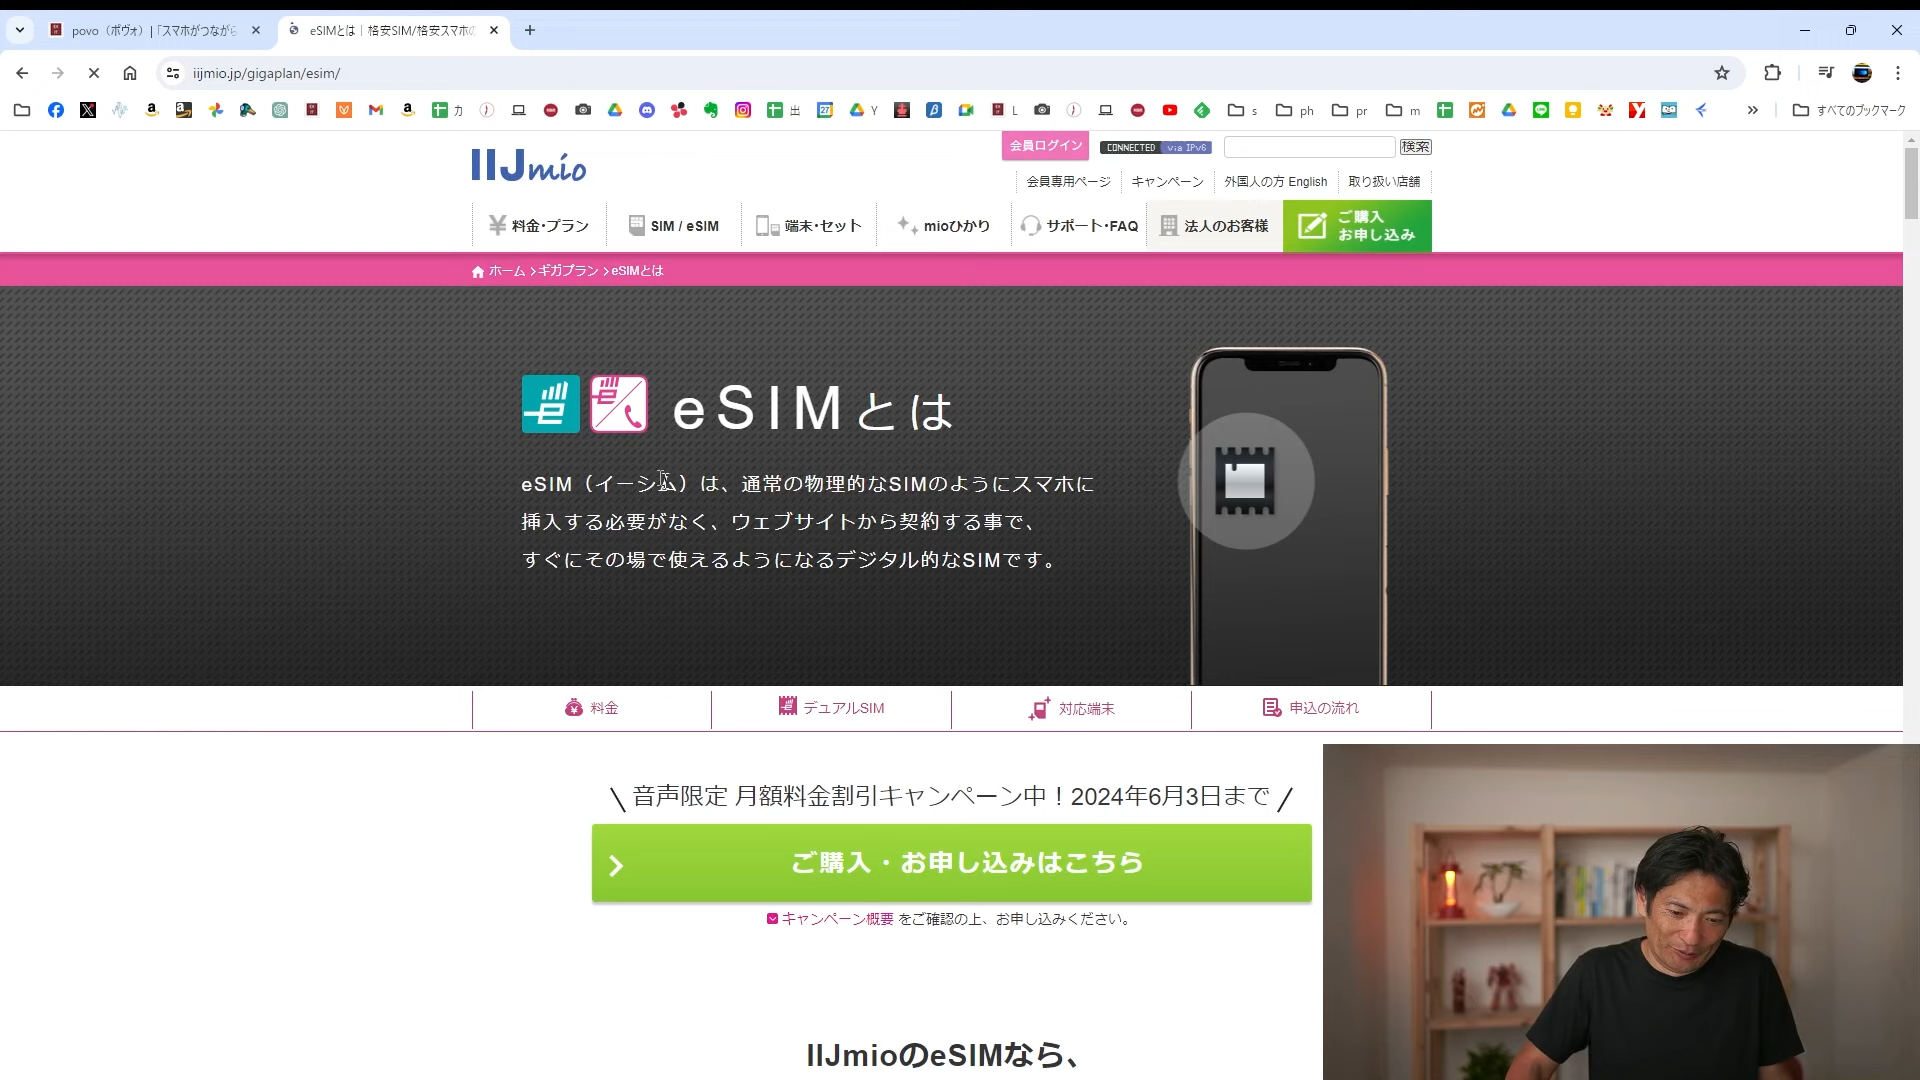 povo（ポヴォ）|「スマホがつながら
eSIMとは｜格安SIM/格安スマホの
iijmio.jp/gigaplan/esim/
カ
出
27
Y
L
s
ph
pr
m
すべてのブックマーク
IIJmio
会員ログイン
CONNECTED via IPv6
検索
会員専用ページ
キャンペーン
外国人の方 English
取り扱い店舗
料金・プラン
SIM / eSIM
端末・セット
mioひかり
サポート・FAQ
法人のお客様
ご購入
お申し込み
ホーム
ギガプラン
eSIMとは
eSIMとは
eSIM（イーシム）は、通常の物理的なSIMのようにスマホに
挿入する必要がなく、ウェブサイトから契約する事で、
すぐにその場で使えるようになるデジタル的なSIMです。
料金
デュアルSIM
対応端末
申込の流れ
音声限定 月額料金割引キャンペーン中！2024年6月3日まで
ご購入・お申し込みはこちら
キャンペーン概要 をご確認の上、お申し込みください。
IIJmioのeSIMなら、